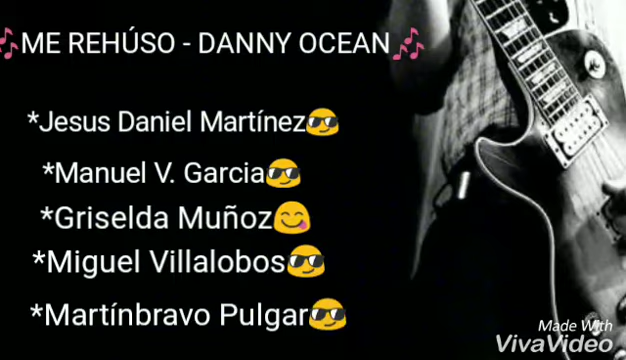 🎶ME REHÚSO - DANNY OCEAN🎶
*Jesus Daniel Martínez😎
*Manuel V. Garcia😎
*Griselda Muñoz😋
*Miguel Villalobos😎
*Martínbravo Pulgar😎
Made With
VivaVideo